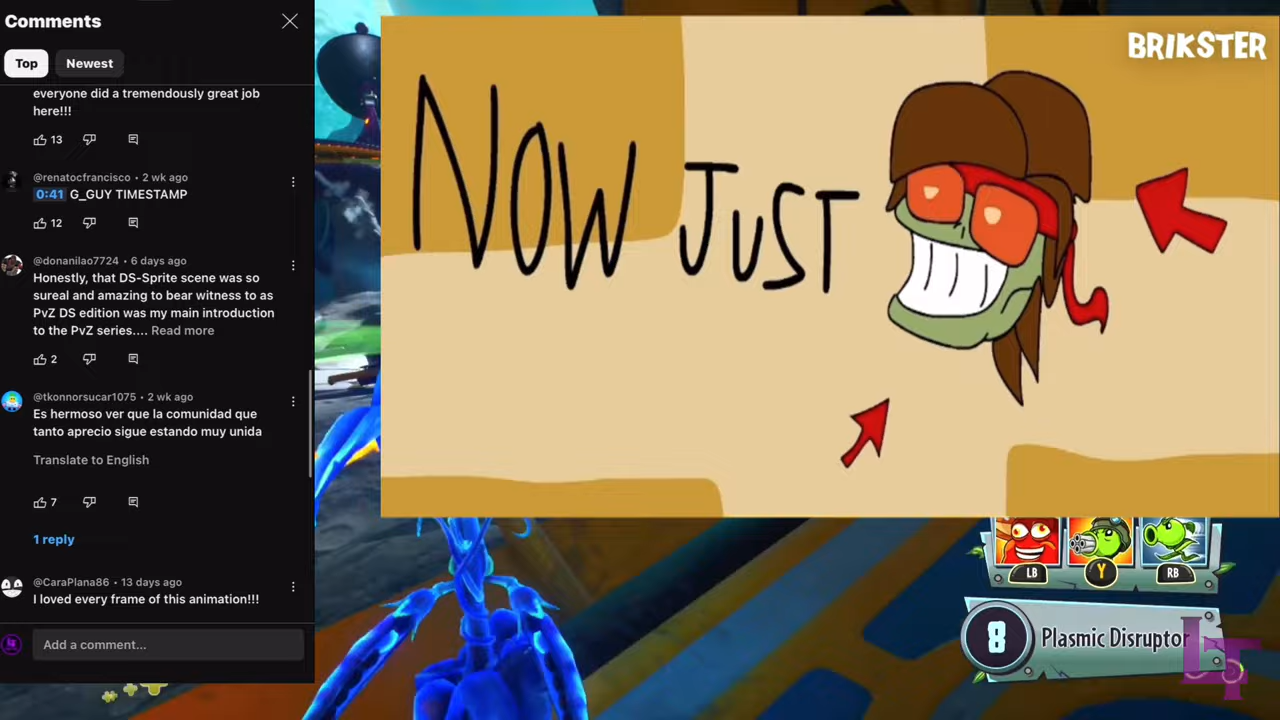 Comments
Top
Newest
everyone did a tremendously great job
here!!!
13
@renatocfrancisco • 2 wk ago
0:41 G_GUY TIMESTAMP
12
@donanilao7724 • 6 days ago
Honestly, that DS-Sprite scene was so
sureal and amazing to bear witness to as
PvZ DS edition was my main introduction
to the PvZ series.... Read more
2
@tkonnorsucar1075 • 2 wk ago
Es hermoso ver que la comunidad que
tanto aprecio sigue estando muy unida
Translate to English
7
1 reply
@CaraPlana86 • 13 days ago
I loved every frame of this animation!!!
Add a comment...
BRIKSTER
NOW JUST
LB
Y
RB
8
Plasmic Disruptor
LT